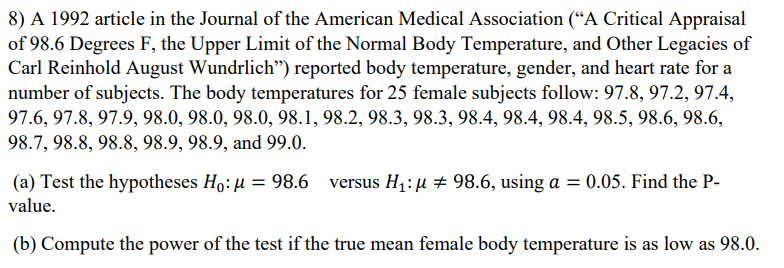 8) A 1992 article in the Journal of the American Medical Association (“A Critical Appraisal
of 98.6 Degrees F, the Upper Limit of the Normal Body Temperature, and Other Legacies of
Carl Reinhold August Wundrlich”) reported body temperature, gender, and heart rate for a
number of subjects. The body temperatures for 25 female subjects follow: 97.8, 97.2, 97.4,
97.6, 97.8, 97.9, 98.0, 98.0, 98.0, 98.1, 98.2, 98.3, 98.3, 98.4, 98.4, 98.4, 98.5, 98.6, 98.6,
98.7, 98.8, 98.8, 98.9, 98.9, and 99.0.
(a) Test the hypotheses H₀: μ = 98.6 versus H₁: μ ≠ 98.6, using a = 0.05. Find the P-
value.
(b) Compute the power of the test if the true mean female body temperature is as low as 98.0.